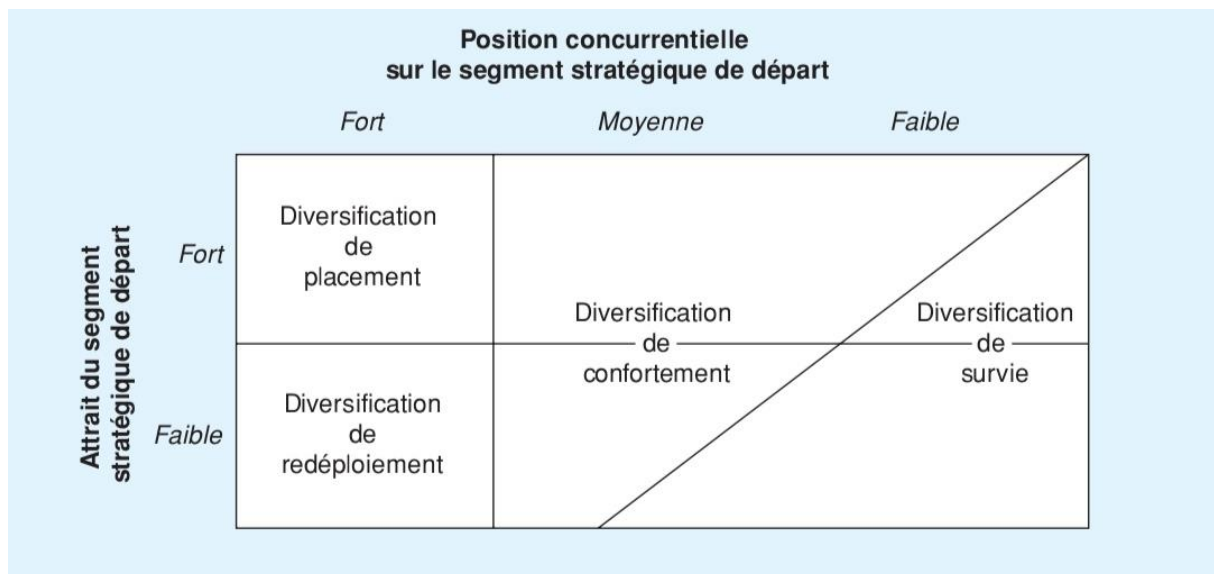 Position concurrentielle
sur le segment stratégique de départ
Fort
Moyenne
Faible
Attrait du segment
stratégique de départ
Fort
Diversification
de
placement
Diversification
de
confortement
Diversification
de
survie
Faible
Diversification
de
redéploiement